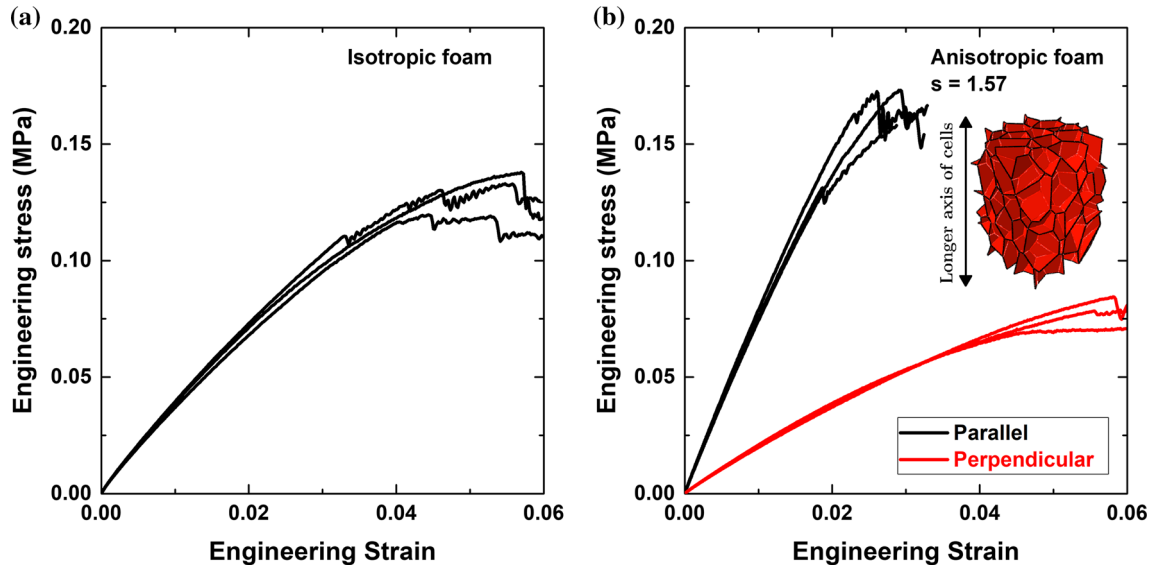 (a)
Isotropic foam
Engineering stress (MPa)
0.20
0.15
0.10
0.05
0.00
0.00 0.02 0.04 0.06
Engineering Strain
(b)
Anisotropic foam
s = 1.57
Longer axis of cells
Engineering stress (MPa)
0.20
0.15
0.10
0.05
0.00
Parallel
Perpendicular
0.00 0.02 0.04 0.06
Engineering Strain